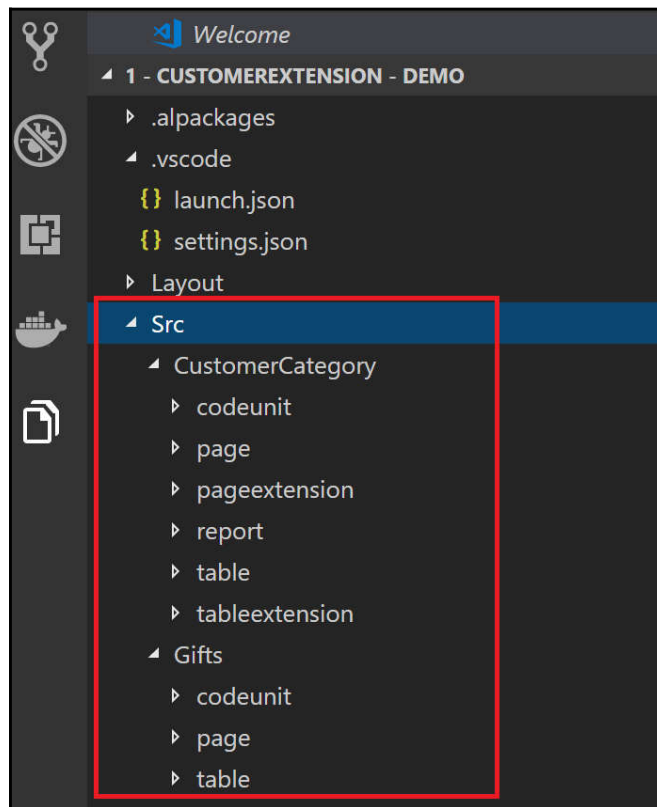 Welcome
1 - CUSTOMEREXTENSION - DEMO
.alpackages
.vscode
{} launch.json
{} settings.json
Layout
Src
CustomerCategory
codeunit
page
pageextension
report
table
tableextension
Gifts
codeunit
page
table